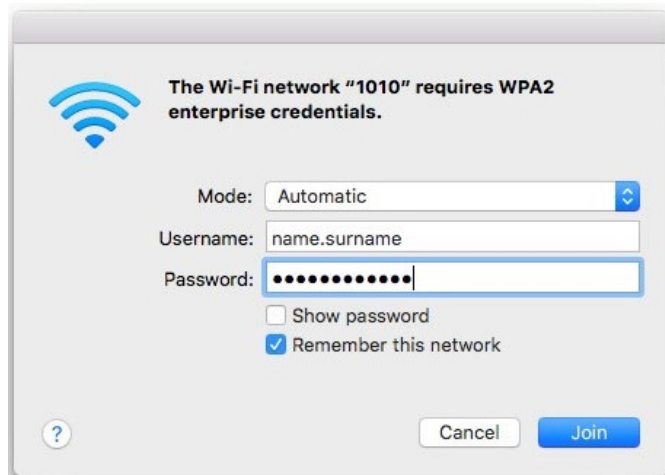 The Wi-Fi network “1010” requires WPA2
enterprise credentials.
Mode: Automatic
Username: name.surname
Password: ●●●●●●●●●●●●
Show password
Remember this network
? Cancel Join